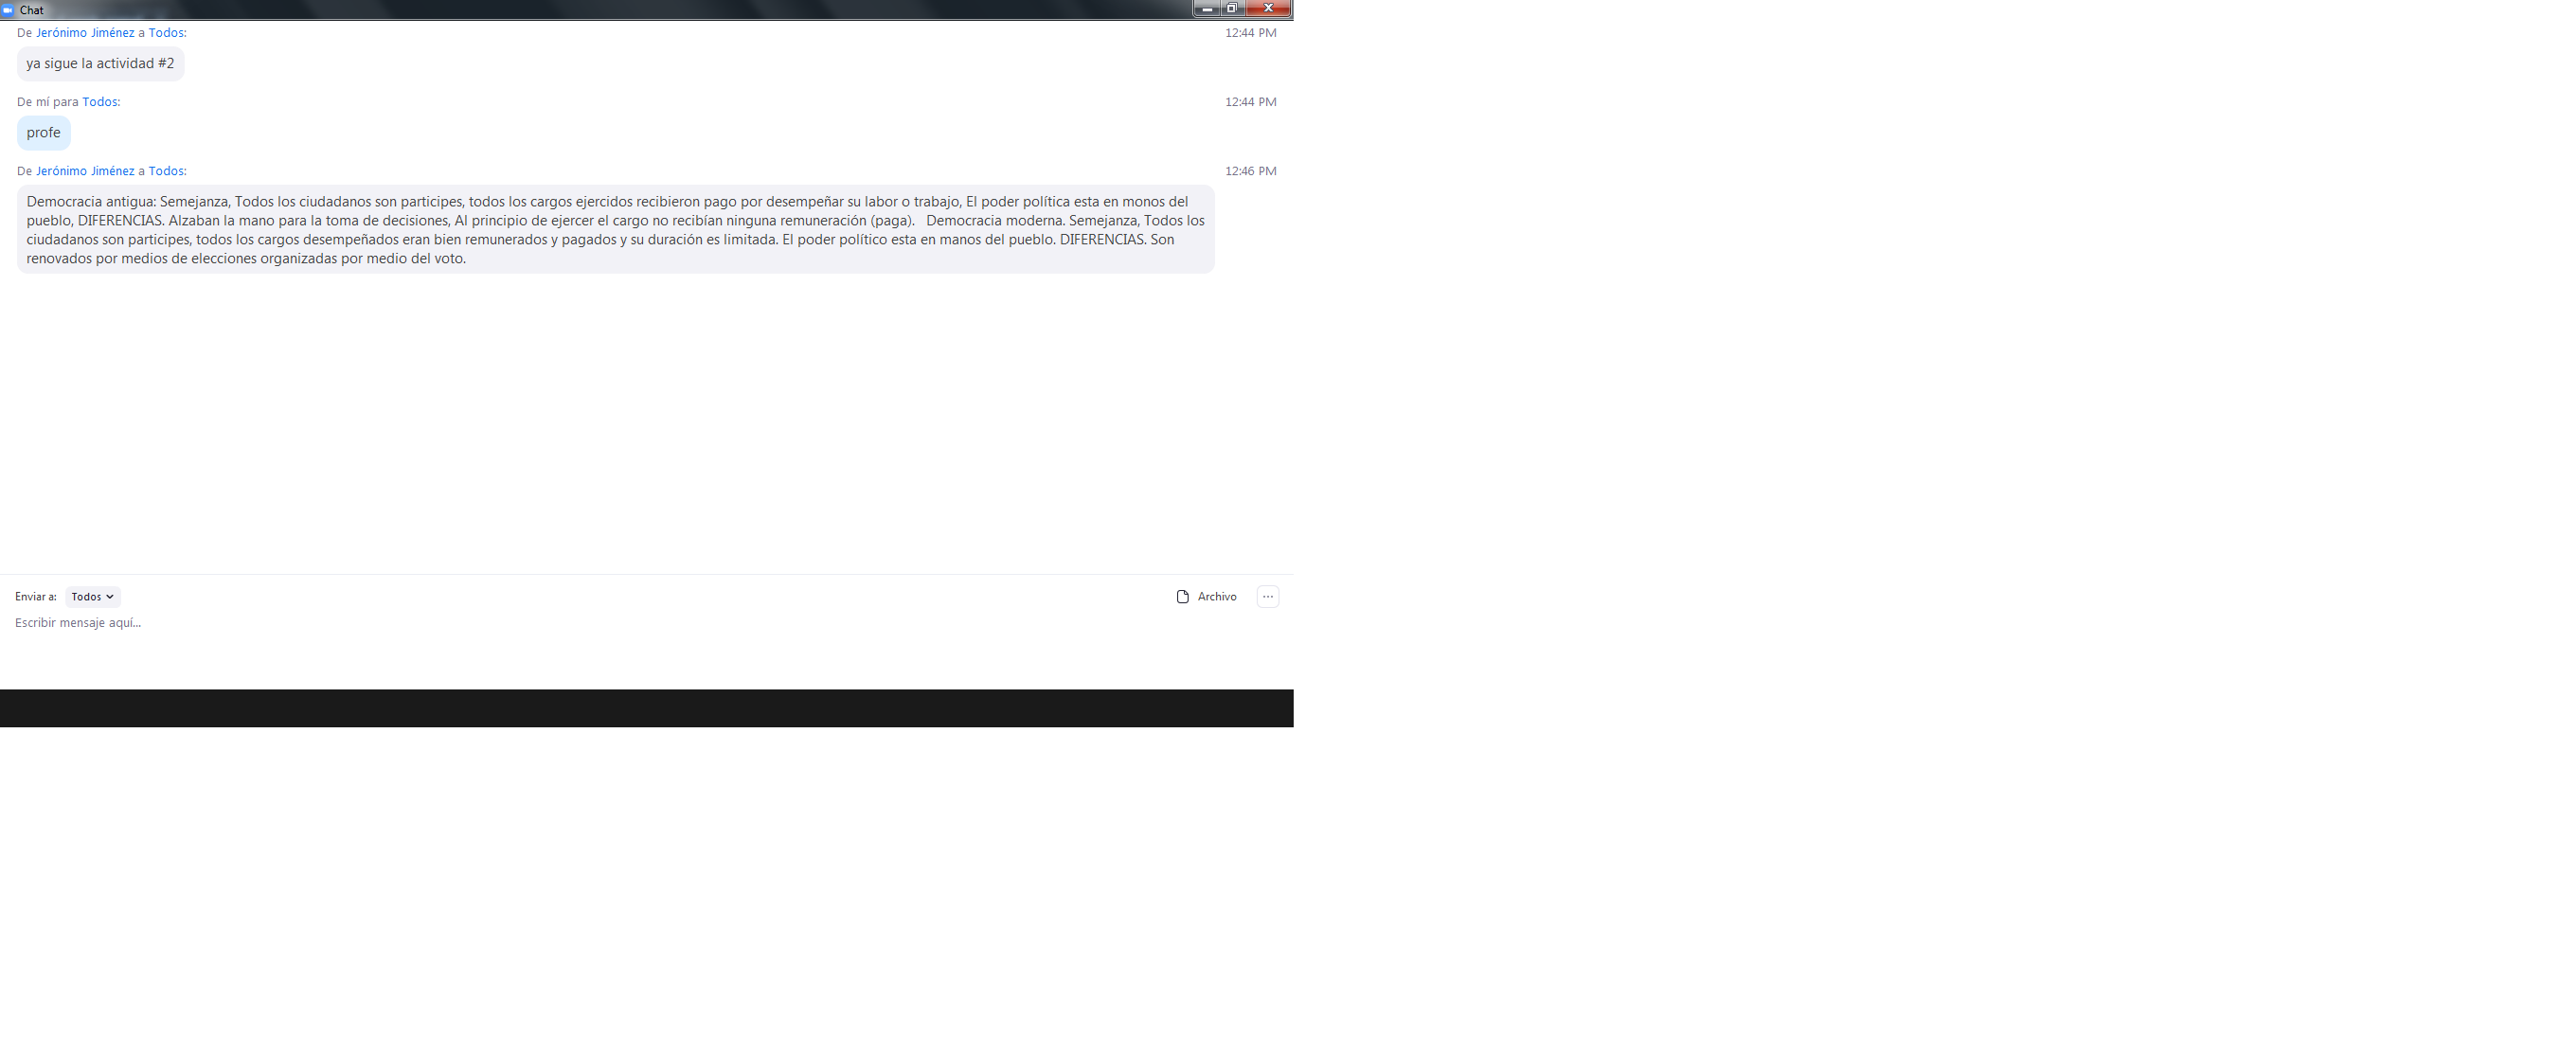 Chat
De Jerónimo Jiménez a Todos: 12:44 PM
ya sigue la actividad #2
De mí para Todos: 12:44 PM
profe
De Jerónimo Jiménez a Todos: 12:46 PM
Democracia antigua: Semejanza, Todos los ciudadanos son participes, todos los cargos ejercidos recibieron pago por desempeñar su labor o trabajo, El poder política esta en monos del
pueblo, DIFERENCIAS. Alzaban la mano para la toma de decisiones, Al principio de ejercer el cargo no recibían ninguna remuneración (paga).   Democracia moderna. Semejanza, Todos los
ciudadanos son participes, todos los cargos desempeñados eran bien remunerados y pagados y su duración es limitada. El poder político esta en manos del pueblo. DIFERENCIAS. Son
renovados por medios de elecciones organizadas por medio del voto.
Enviar a: Todos Archivo ...
Escribir mensaje aquí...